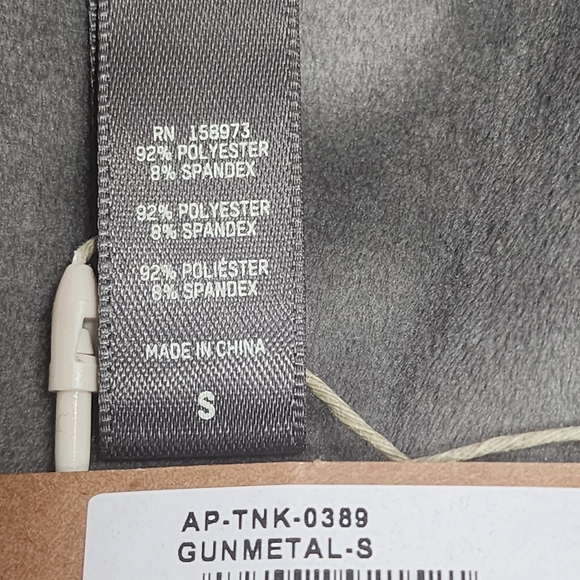 RN 158973
92% POLYESTER
8% SPANDEX
92% POLYESTER
8% SPANDEX
92% POLIÉSTER
8% SPANDEX
MADE IN CHINA
S
AP-TNK-0389
GUNMETAL-S